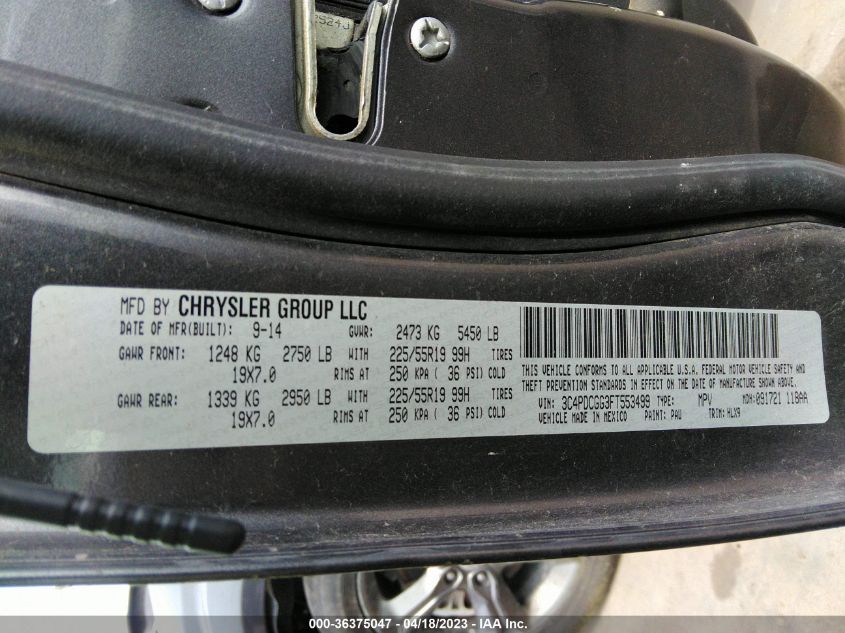 2S24J
MFD BY CHRYSLER GROUP LLC
DATE OF MFR(BUILT): 9-14 GVWR: 2473 KG 5450 LB
GAWR FRONT: 1248 KG 2750 LB WITH 225/55R19 99H TIRES
19X7.0 RIMS AT 250 KPA ( 36 PSI) COLD
GAWR REAR: 1339 KG 2950 LB WITH 225/55R19 99H TIRES
19X7.0 RIMS AT 250 KPA ( 36 PSI) COLD
THIS VEHICLE CONFORMS TO ALL APPLICABLE U.S.A. FEDERAL MOTOR VEHICLE SAFETY AND
THEFT PREVENTION STANDARDS IN EFFECT ON THE DATE OF MANUFACTURE SHOWN ABOVE.
VIN: 3C4PDCGG3FT553499 TYPE: MPV MDH:091721 118AA
VEHICLE MADE IN MEXICO PAINT: PAU TRIM: HLX9
000-36375047 - 04/18/2023 - IAA Inc.